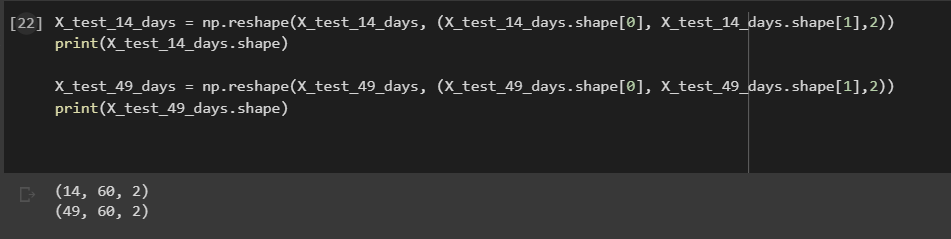 [22] X_test_14_days = np.reshape(X_test_14_days, (X_test_14_days.shape[0], X_test_14_days.shape[1],2))
print(X_test_14_days.shape)
X_test_49_days = np.reshape(X_test_49_days, (X_test_49_days.shape[0], X_test_49_days.shape[1],2))
print(X_test_49_days.shape)
(14, 60, 2)
(49, 60, 2)